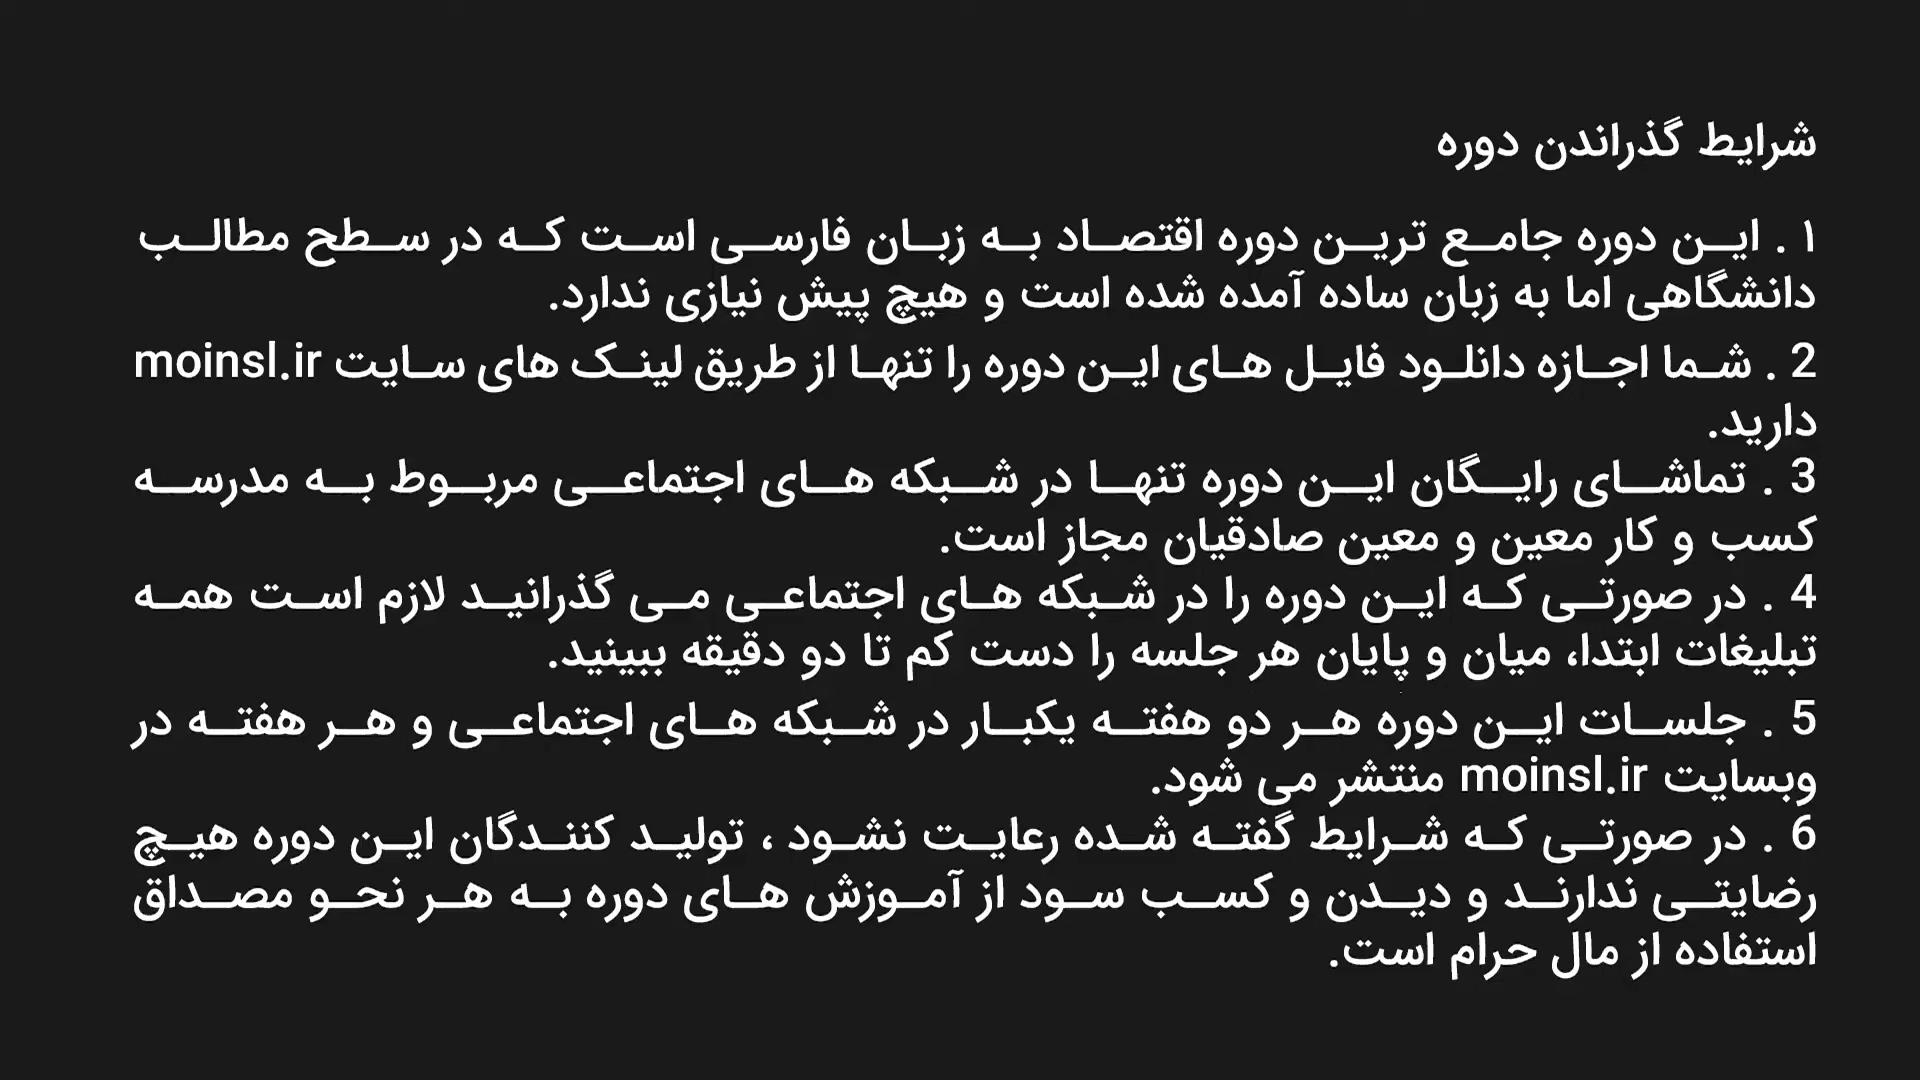 شرایط گذراندن دوره
۱ . این دوره جامع ترین دوره اقتصاد به زبان فارسی است که در سطح مطالب
دانشگاهی اما به زبان ساده آمده شده است و هیچ پیش نیازی ندارد.
2 . شما اجازه دانلود فایل های این دوره را تنها از طریق لینک های سایت moinsl.ir
دارید.
3 . تماشای رایگان این دوره تنها در شبکه های اجتماعی مربوط به مدرسه
کسب و کار معین و معین صادقیان مجاز است.
4 . در صورتی که این دوره را در شبکه های اجتماعی می گذرانید لازم است همه
تبلیغات ابتدا، میان و پایان هر جلسه را دست کم تا دو دقیقه ببینید.
5 . جلسات این دوره هر دو هفته یکبار در شبکه های اجتماعی و هر هفته در
وبسایت moinsl.ir منتشر می شود.
6 . در صورتی که شرایط گفته شده رعایت نشود ، تولید کنندگان این دوره هیچ
رضایتی ندارند و دیدن و کسب سود از آموزش های دوره به هر نحو مصداق
استفاده از مال حرام است.